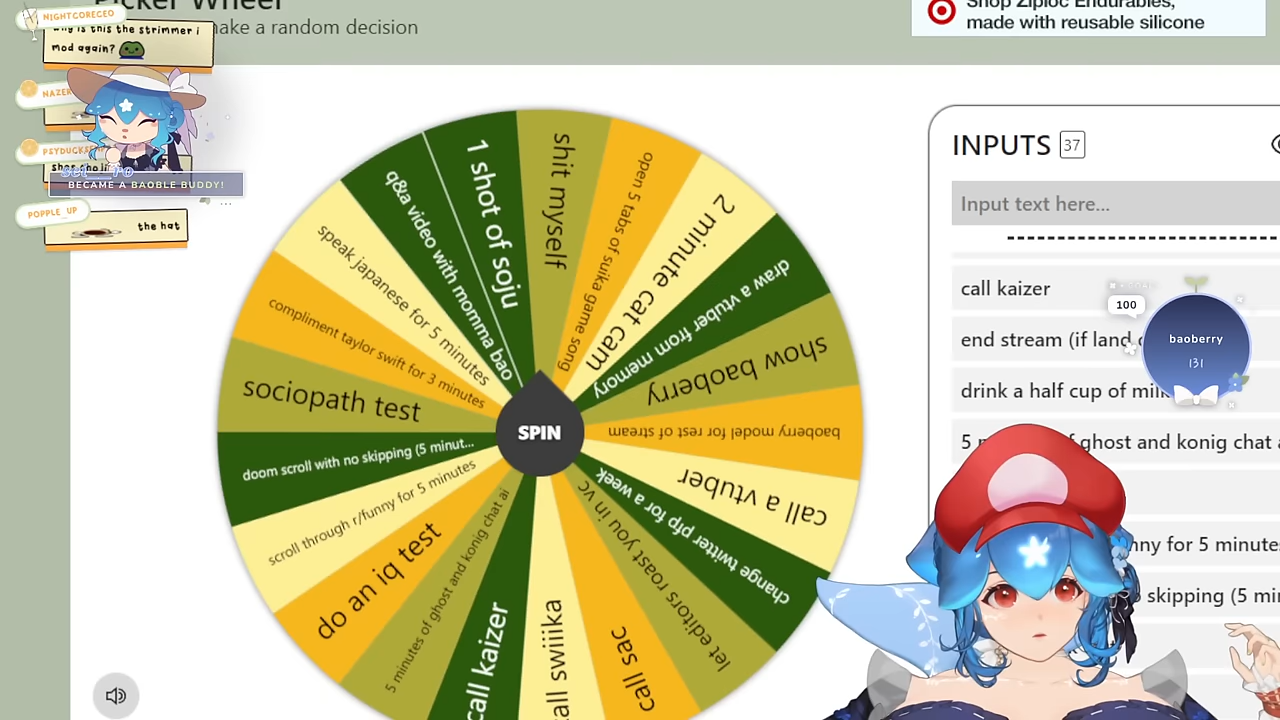 Picker Wheel
make a random decision
Shop Ziploc Endurables,
made with reusable silicone
NIGHTCOREGEO
why is this the strimmer i
mod again?
NAZER
PSYDUCKS
BECAME A BAOBLE BUDDY!
POPPLE_UP
the hat
INPUTS 37
Input text here...
call kaizer
end stream (if land
drink a half cup of milk
ghost and konig chat a
nny for 5 minute
skipping (5 min
100
baoberry
131
SPIN
1 shot of soju
shit myself
open 5 tabs of suika game song
2 minute cat cam
draw a vtuber from memory
show baoberry
baoberry model for rest of stream
call a vtuber
change twitter pfp for a week
let editors roast you in vc
call sac
call swiiika
call kaizer
5 minutes of ghost and konig chat ai
do an iq test
scroll through r/funny for 5 minutes
doom scroll with no skipping (5 minut...
sociopath test
compliment taylor swift for 3 minutes
speak japanese for 5 minutes
q&a video with momma bao